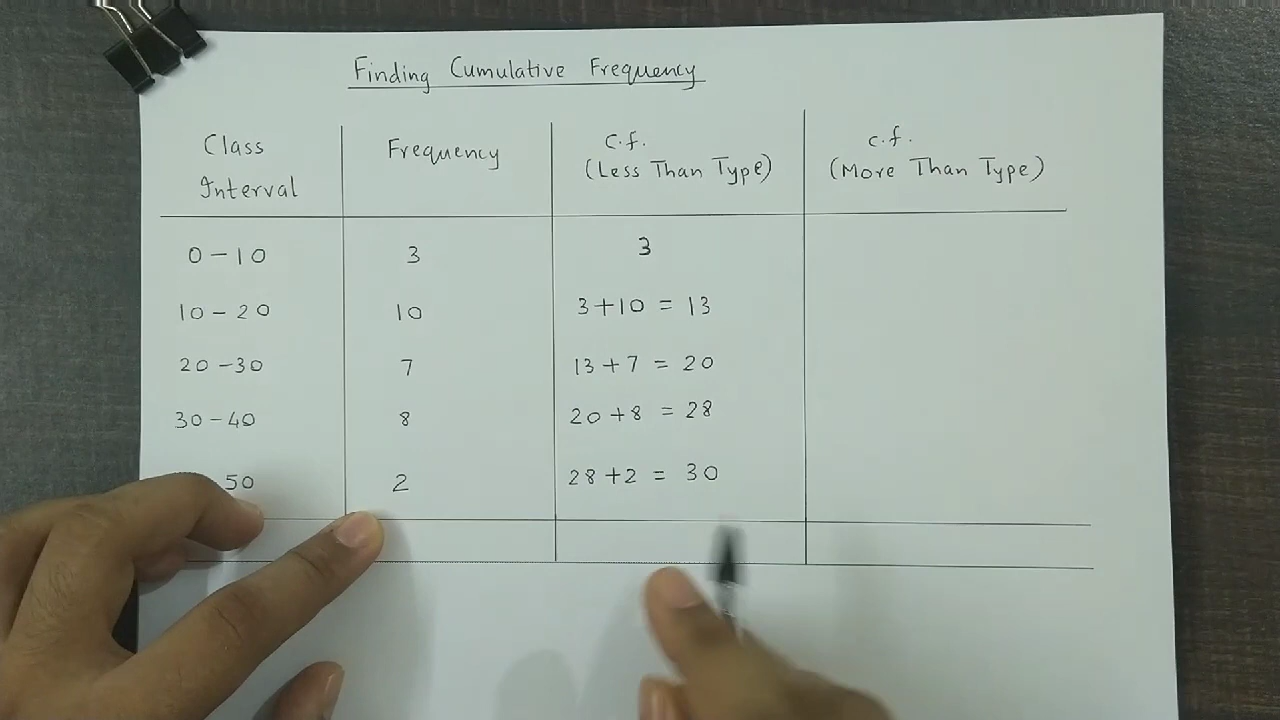 Finding Cumulative Frequency
Class Interval Frequency c.f. (Less Than Type) c.f. (More Than Type)
0-10 3 3
10-20 10 3+10 = 13
20-30 7 13+7 = 20
30-40 8 20+8 = 28
50 2 28+2 = 30